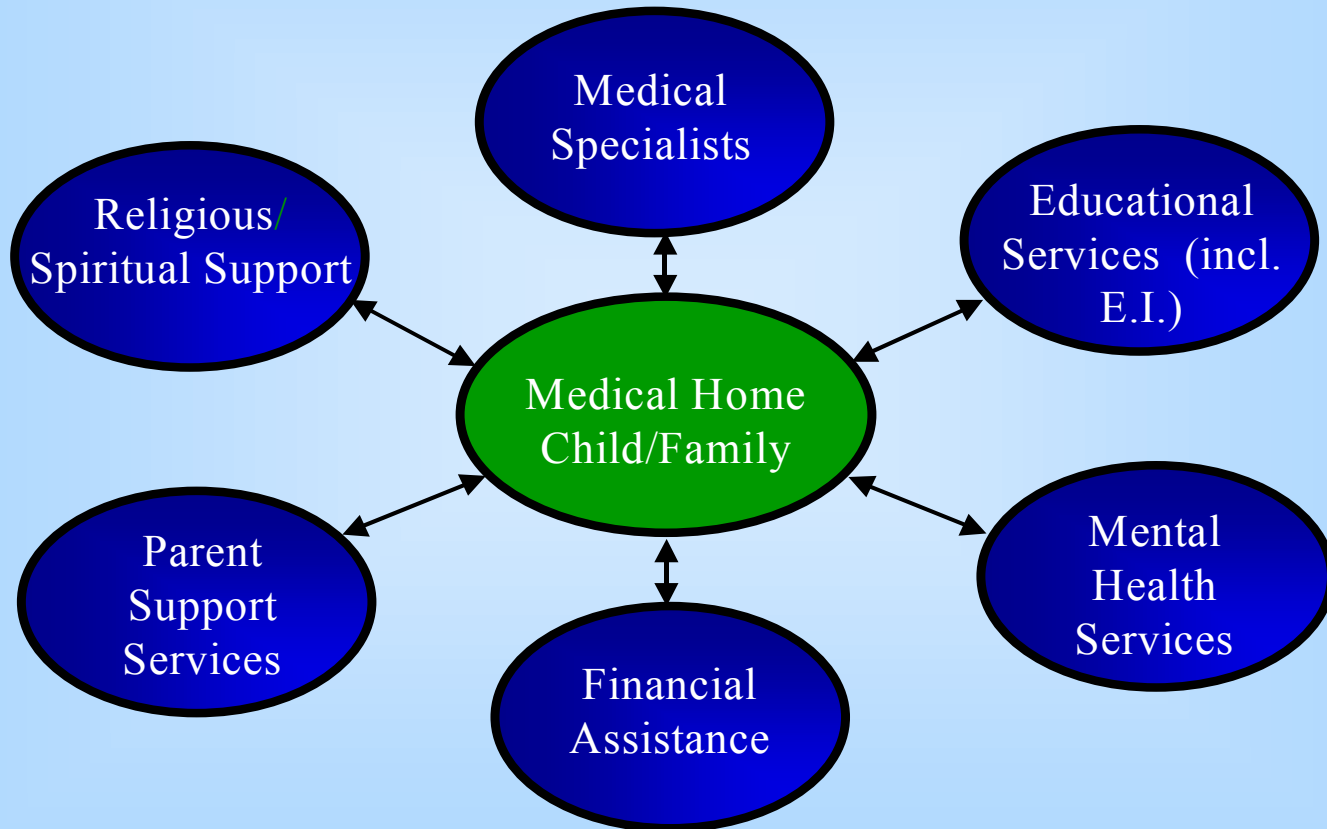 Medical
Specialists
Religious/
Spiritual Support
Educational
Services (incl.
E.I.)
Medical Home
Child/Family
Parent
Support
Services
Mental
Health
Services
Financial
Assistance